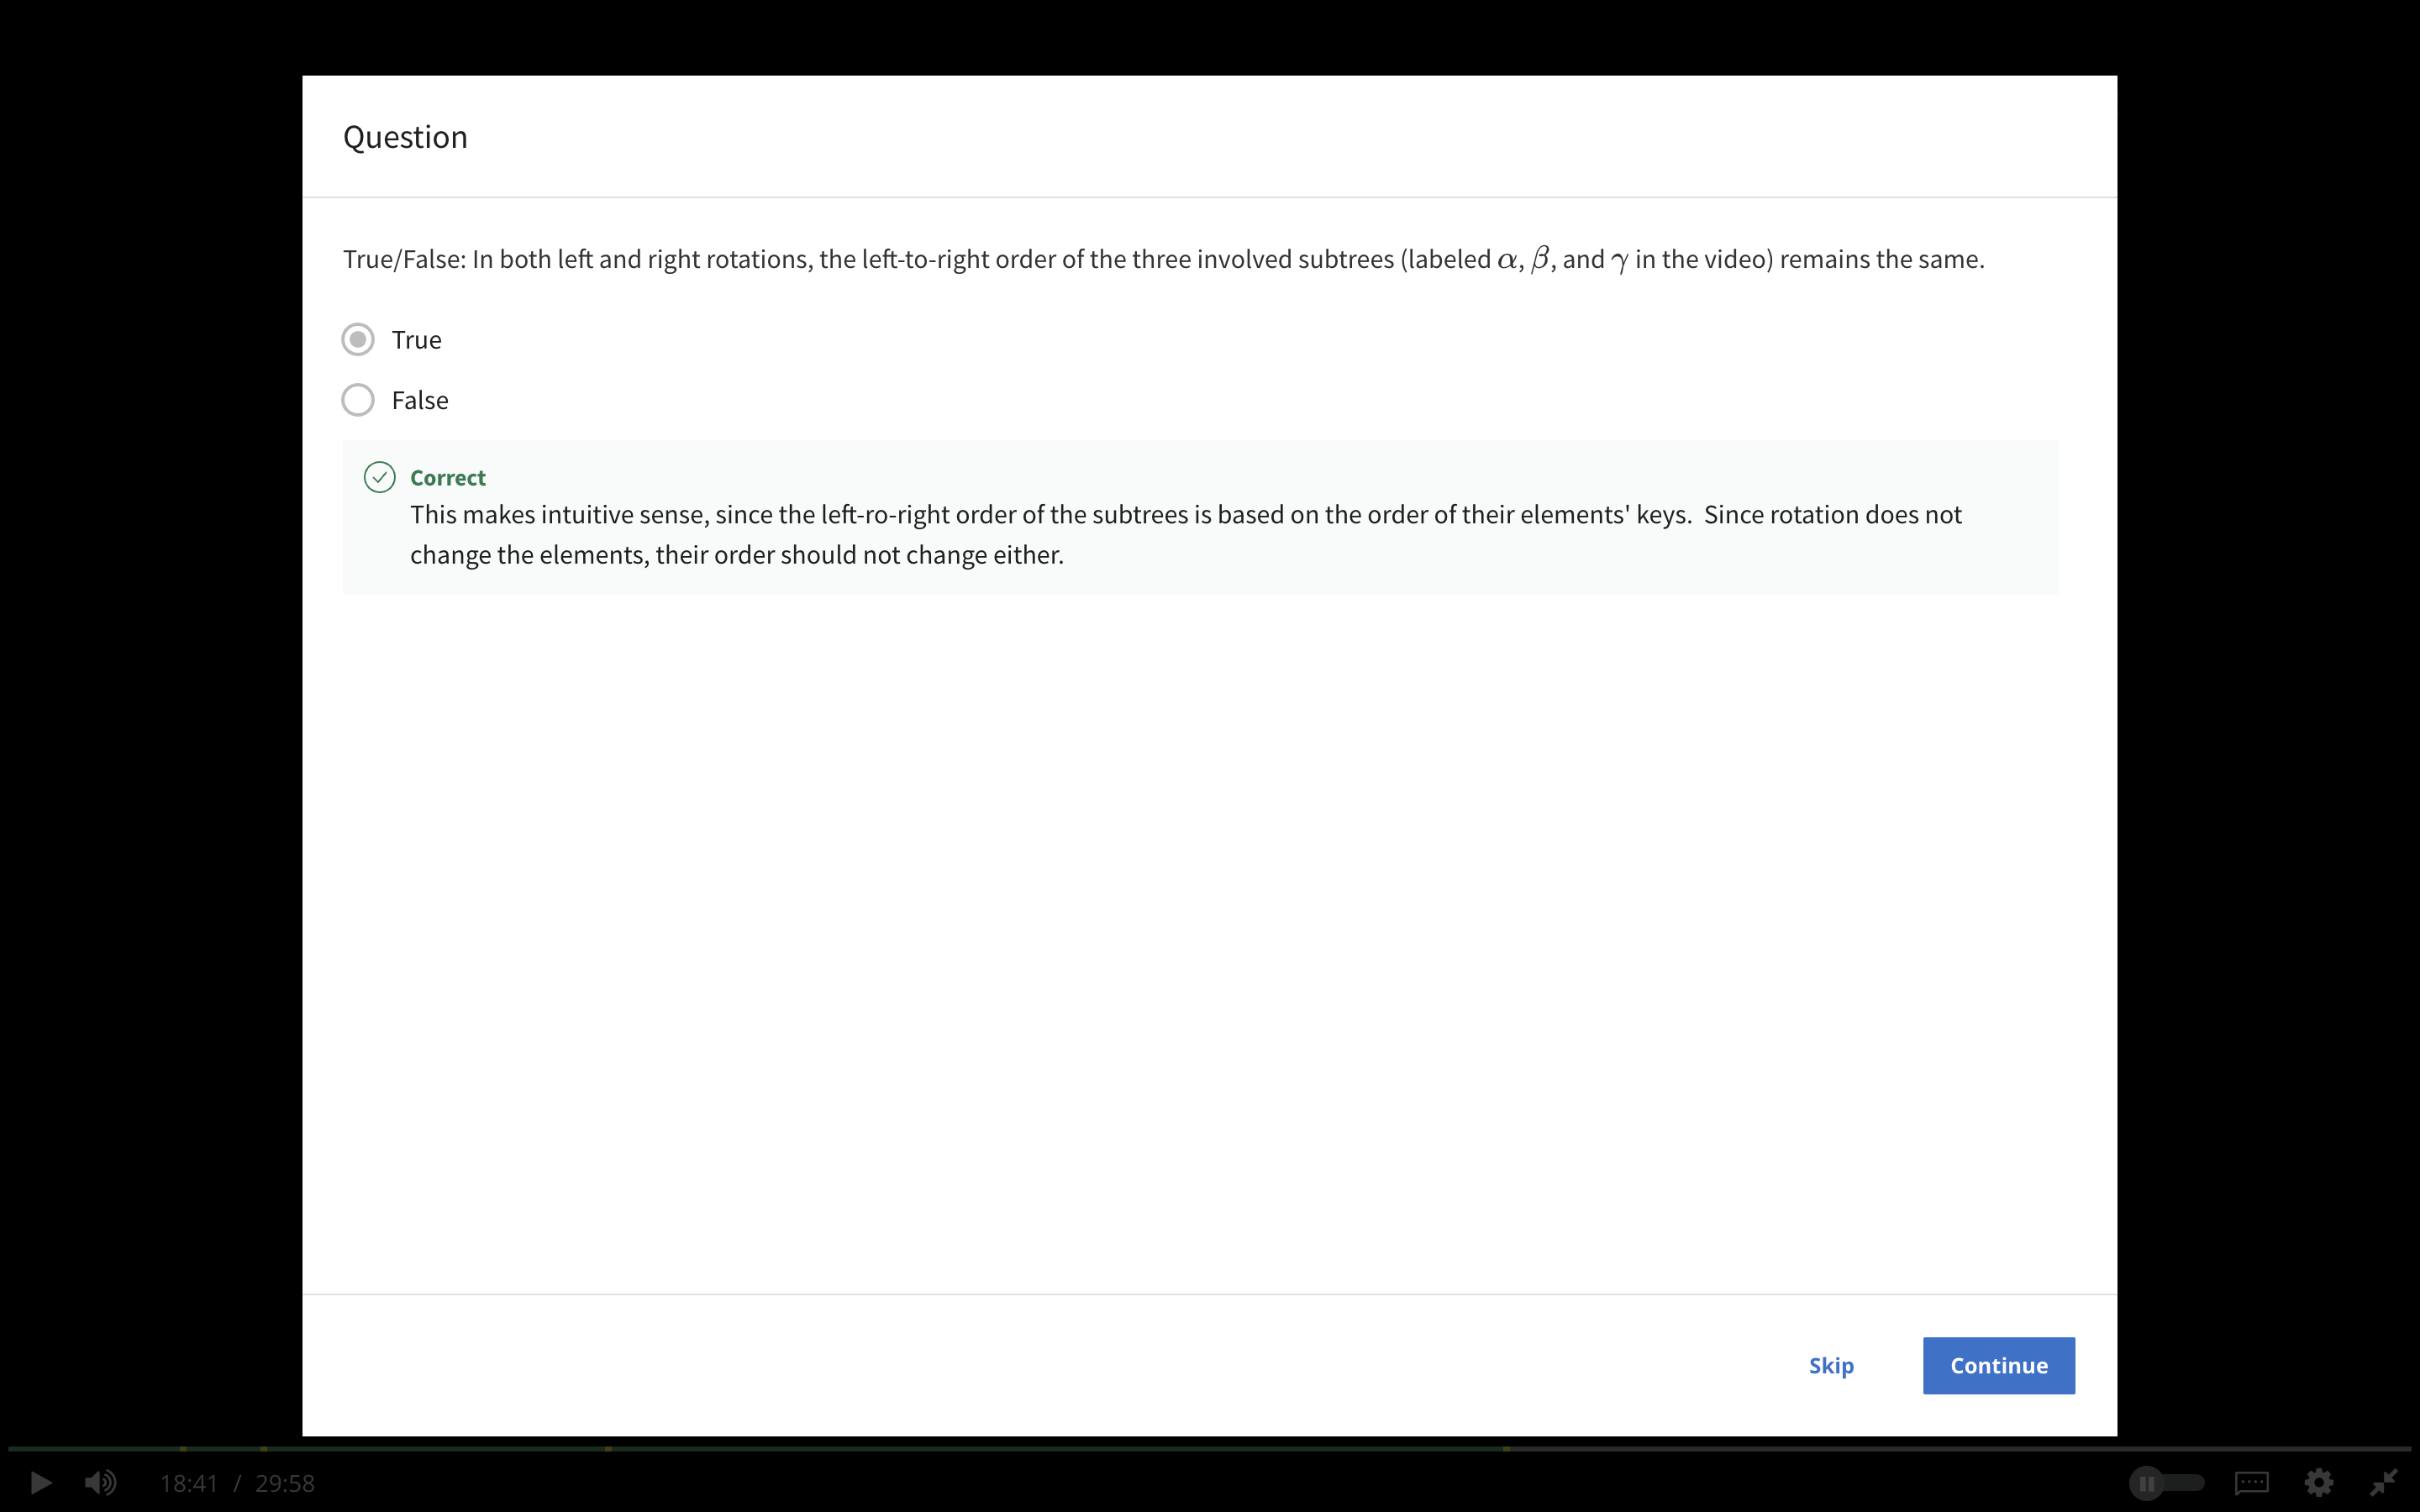 Question
True/False: In both left and right rotations, the left-to-right order of the three involved subtrees (labeled α, β, and γ in the video) remains the same.
True
False
Correct
This makes intuitive sense, since the left-ro-right order of the subtrees is based on the order of their elements' keys.  Since rotation does not
change the elements, their order should not change either.
Skip
Continue
18:41 / 29:58